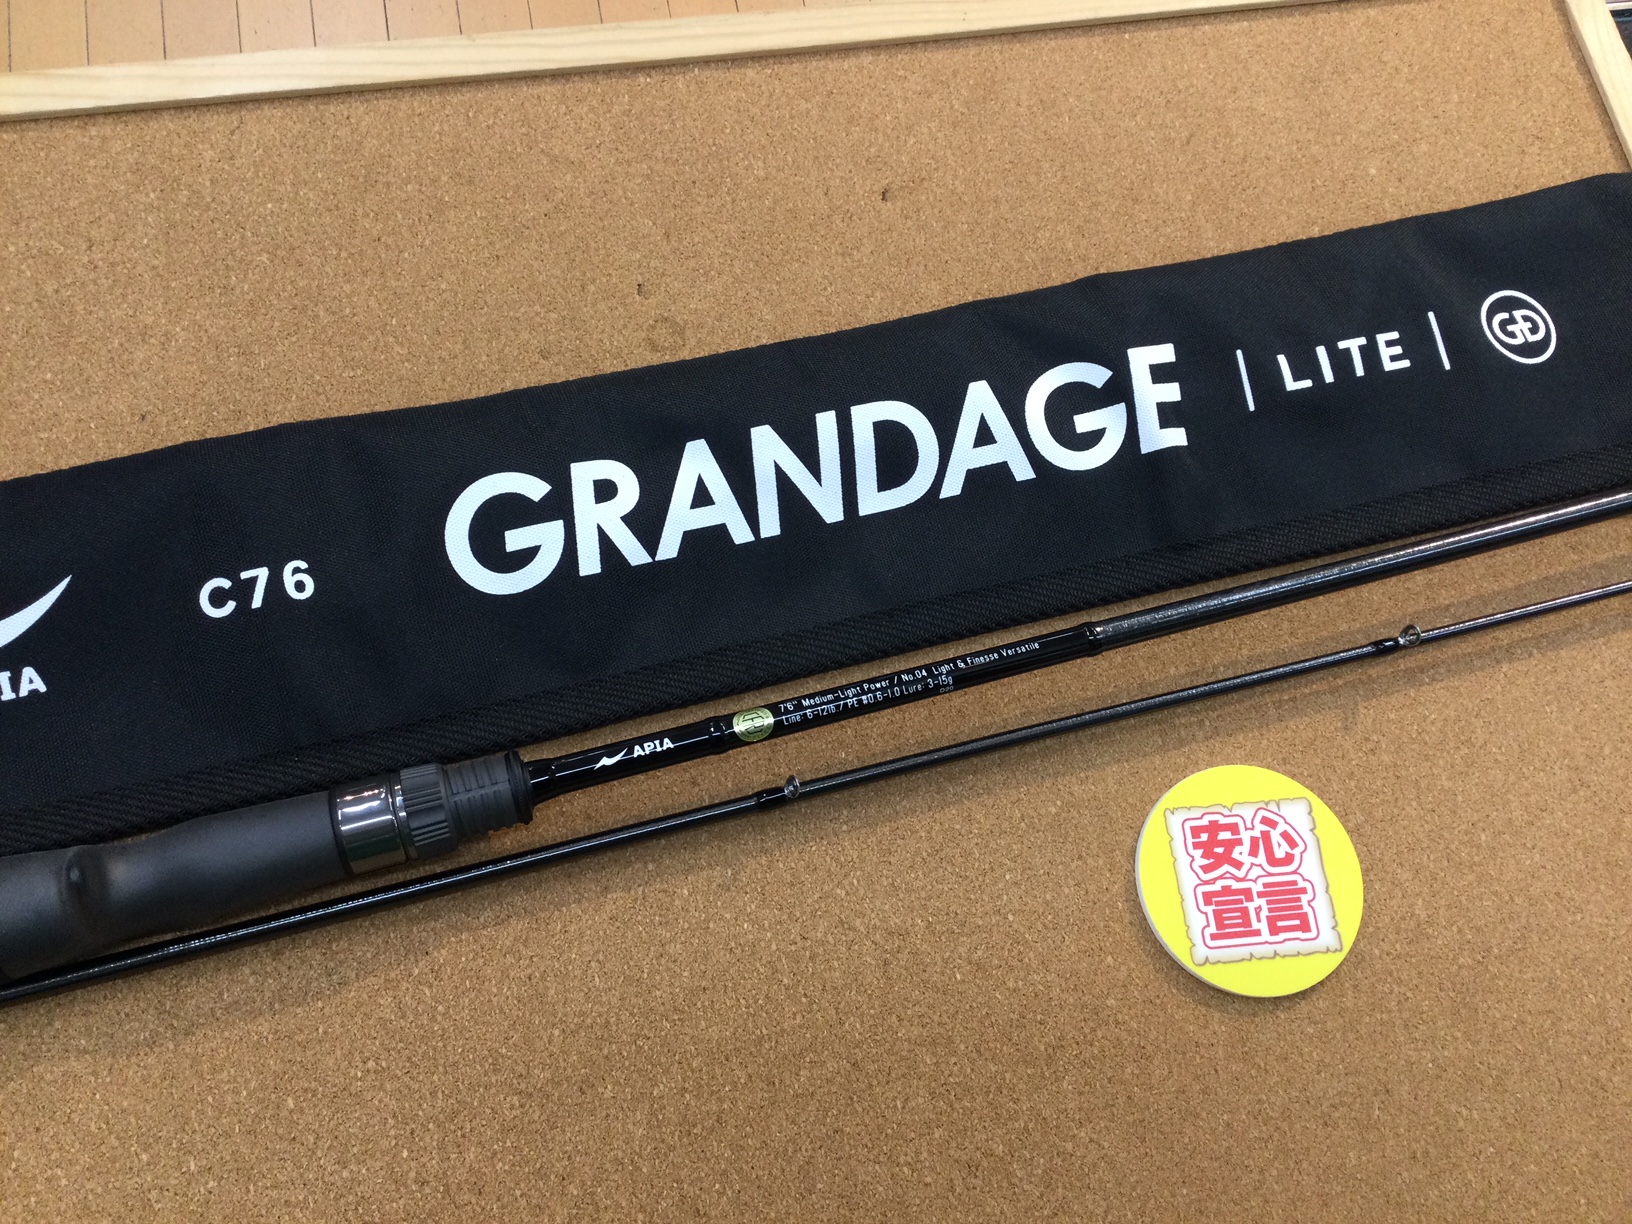 GRANDAGE | LITE | GD
C76
IA
APIA
7'6" Medium-Light Power / No.04 Light & Finesse Versatile
Line: 6-12lb. / PE #0.6-1.0 Lure: 3-15g
安心
宣言